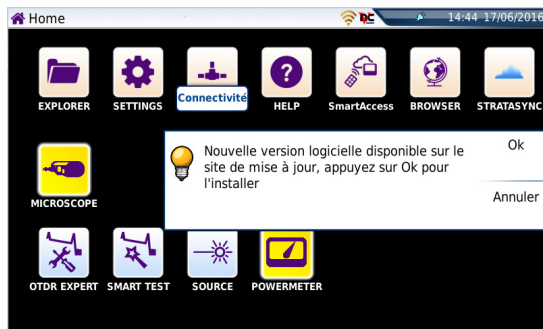 Home
DC
14:44 17/06/2016
EXPLORER
SETTINGS
Connectivité
?
HELP
SmartAccess
BROWSER
STRATASYNC
MICROSCOPE
Nouvelle version logicielle disponible sur le
site de mise à jour, appuyez sur Ok pour
l'installer
Ok
Annuler
OTDR EXPERT
SMART TEST
SOURCE
POWERMETER